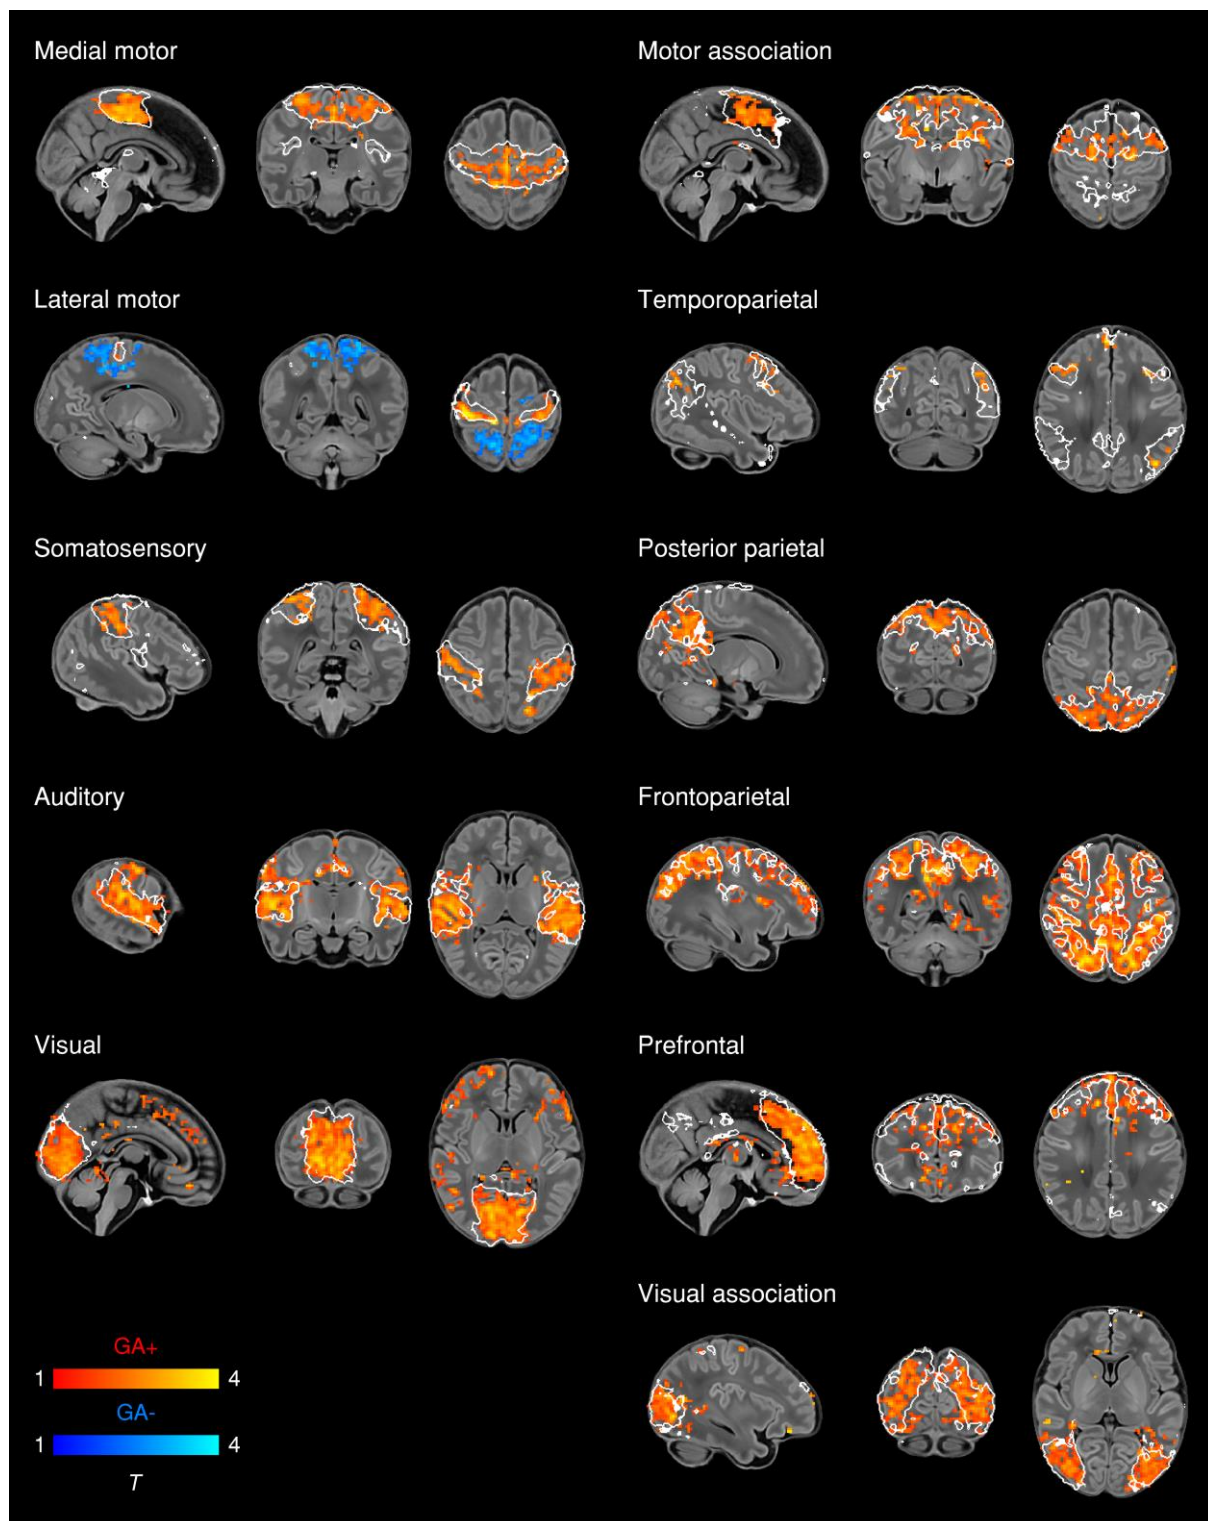 Medial motor
Motor association
Lateral motor
Temporoparietal
Somatosensory
Posterior parietal
Auditory
Frontoparietal
Visual
Prefrontal
Visual association
GA+
1 4
GA-
1 4
T